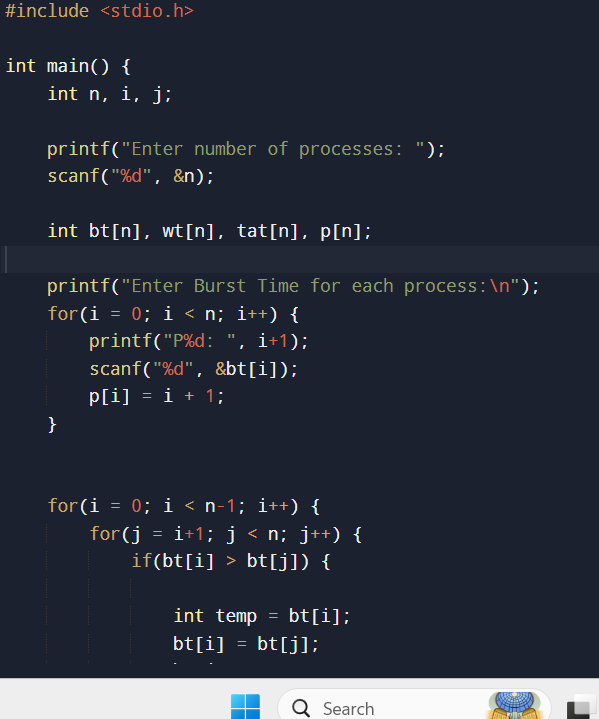 #include <stdio.h>
int main() {
    int n, i, j;
    printf("Enter number of processes: ");
    scanf("%d", &n);
    int bt[n], wt[n], tat[n], p[n];
    printf("Enter Burst Time for each process:\n");
    for(i = 0; i < n; i++) {
        printf("P%d: ", i+1);
        scanf("%d", &bt[i]);
        p[i] = i + 1;
    }
    for(i = 0; i < n-1; i++) {
        for(j = i+1; j < n; j++) {
            if(bt[i] > bt[j]) {
                int temp = bt[i];
                bt[i] = bt[j];
Search